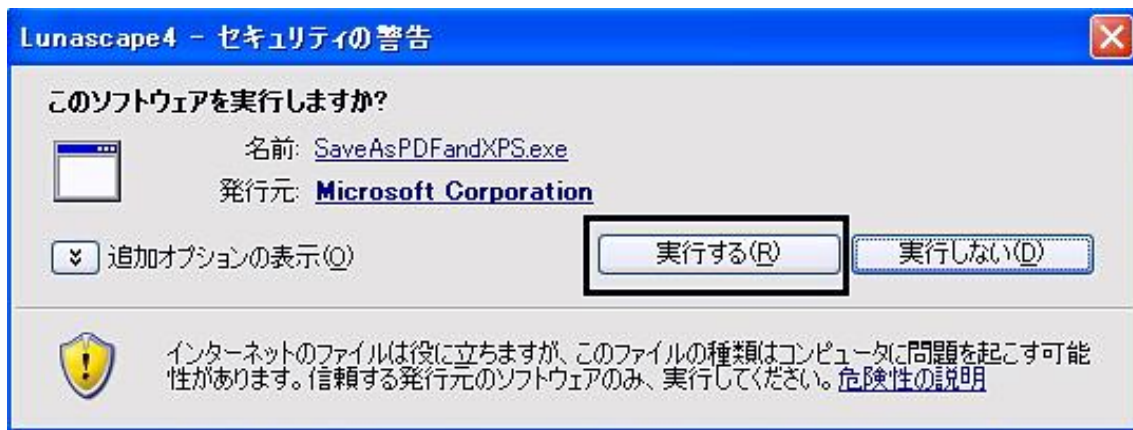 Lunascape4 - セキュリティの警告
このソフトウェアを実行しますか?
名前: SaveAsPDFandXPS.exe
発行元: Microsoft Corporation
追加オプションの表示(O)
実行する(R)
実行しない(D)
インターネットのファイルは役に立ちますが、このファイルの種類はコンピュータに問題を起こす可能
性があります。信頼する発行元のソフトウェアのみ、実行してください。危険性の説明